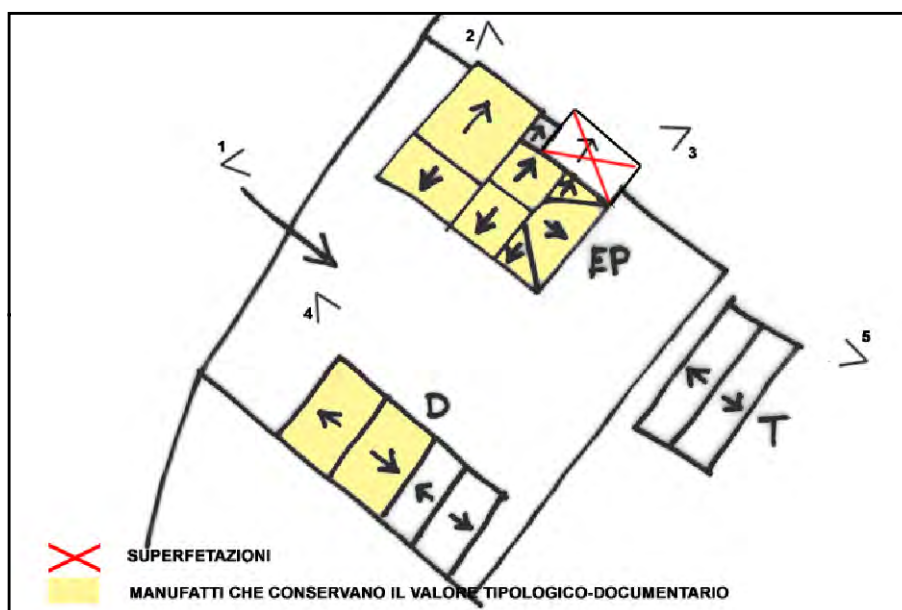 2
3
1
EP
4
5
D
T
SUPERFETAZIONI
MANUFATTI CHE CONSERVANO IL VALORE TIPOLOGICO-DOCUMENTARIO